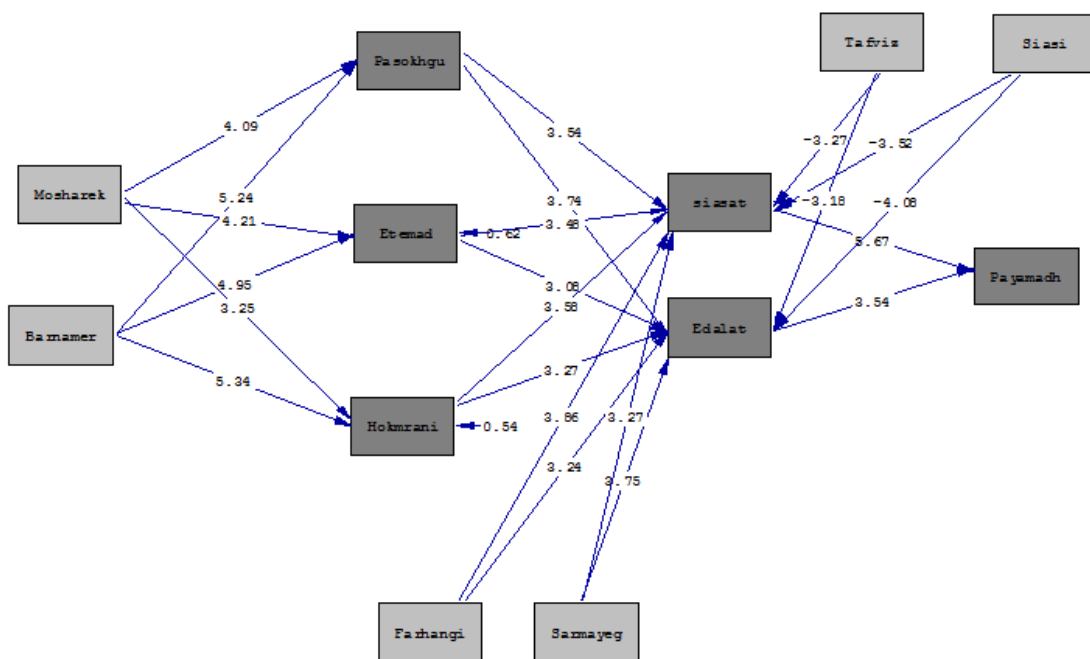 Tafviz
Siasi
Pasokhgu
4.09
3.54
-3.27
-3.52
Mosharek
5.24
3.74
siasat
-3.18
-4.08
4.21
Etemad
0.62
3.48
5.67
Payamadh
4.95
3.08
3.25
3.58
3.54
Barnamer
Edalat
5.34
3.27
Hokmrani
0.54
3.86
3.27
3.24
3.75
Farhangi
Sarmayeg